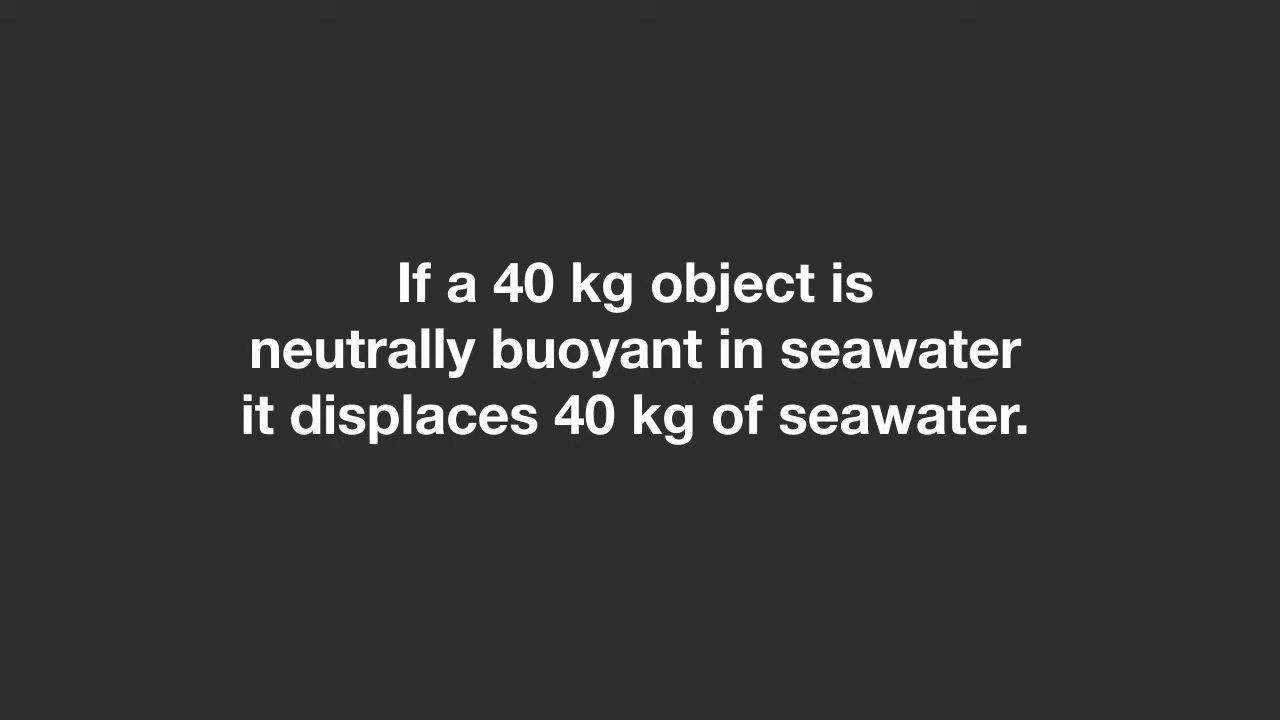 If a 40 kg object is
neutrally buoyant in seawater
it displaces 40 kg of seawater.